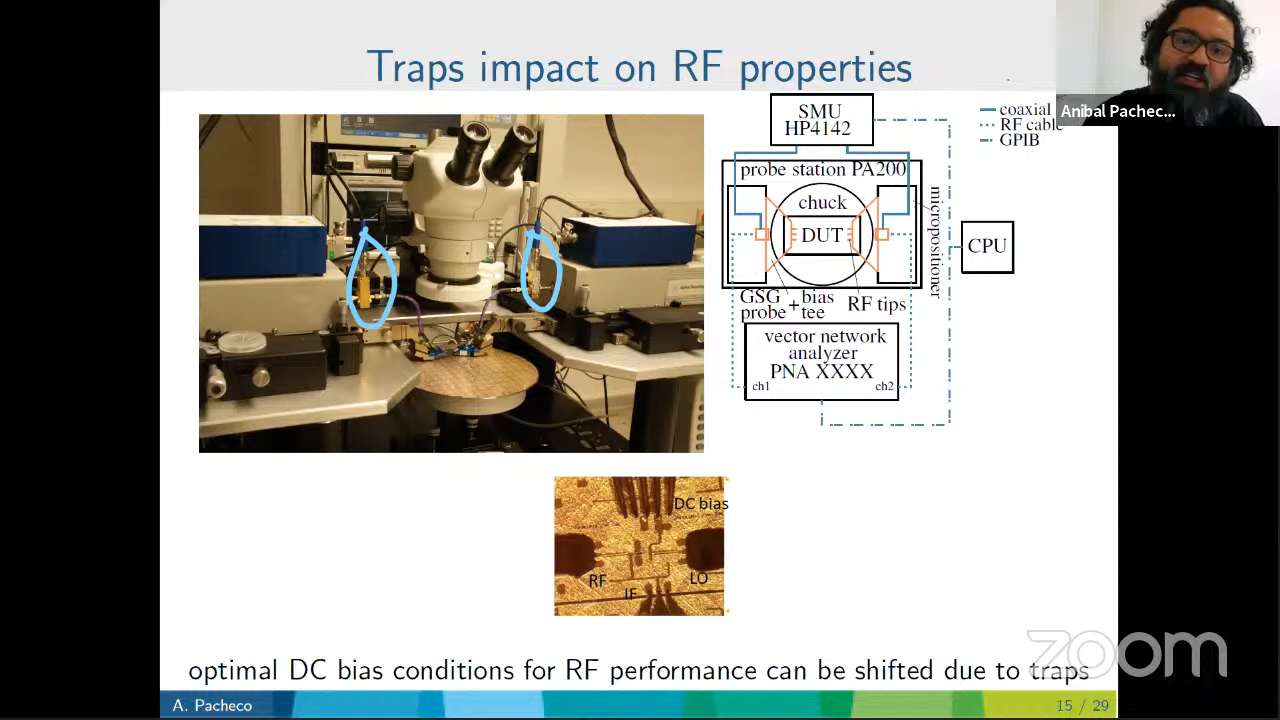 Traps impact on RF properties
Anibal Pachec...
SMU
HP4142
coaxial
RF cable
GPIB
probe station PA200
chuck
DUT
micropositioner
CPU
GSG + bias
probe tee
RF tips
vector network
analyzer
PNA XXXX
ch1
ch2
DC bias
RF
LO
IF
optimal DC bias conditions for RF performance can be shifted due to traps
zoom
A. Pacheco
15 / 29